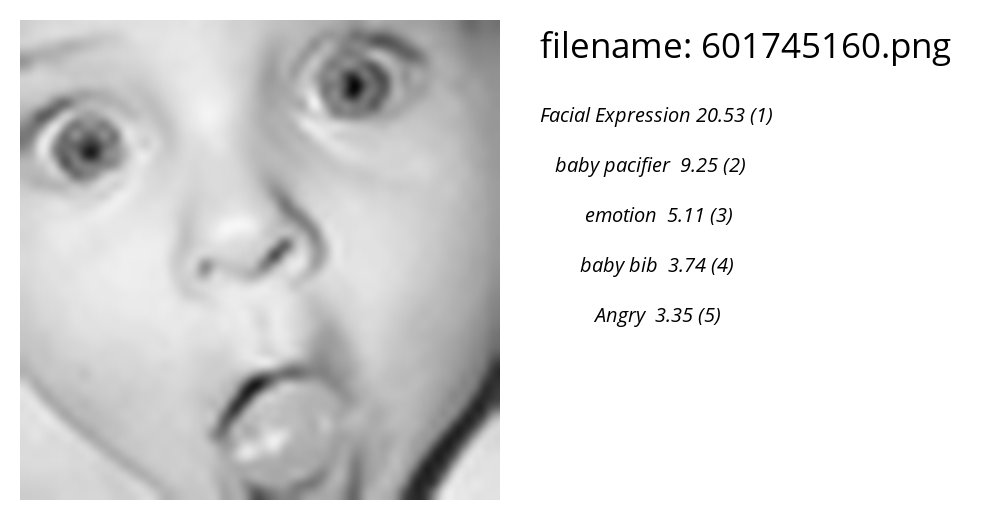 filename: 601745160.png
Facial Expression 20.53 (1)
baby pacifier 9.25 (2)
emotion 5.11 (3)
baby bib 3.74 (4)
Angry 3.35 (5)